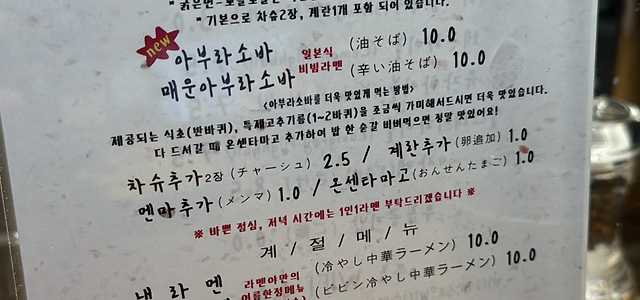 " 기본으로 차슈2장, 계란1개 포함 되어 있습니다. "
new 아부라소바 일본식 비빔라멘 (油そば) 10.0
매운아부라소바 (辛い油そば) 10.0
<아부라소바를 더욱 맛있게 먹는 방법>
제공되는 식초(반바퀴), 특제고추기름(1~2바퀴)을 조금씩 가미해서드시면 더욱 맛있습니다.
다 드셔갈 때 온센타마고 추가하여 밥 한 숟갈 비벼먹으면 정말 맛있어요!
차슈추가2장 (チャーシュ) 2.5 / 계란추가 (卵追加) 1.0
멘마추가 (メンマ) 1.0 / 온센타마고 (おんせんたまご) 1.0
※ 바쁜 점심, 저녁 시간에는 1인1라멘 부탁드리겠습니다 ※
계 / 절 / 메 / 뉴
냉 라 멘 라멘야만의 여름한정메뉴 (冷やし中華ラーメン) 10.0
(ビビン冷やし中華ラーメン) 10.0